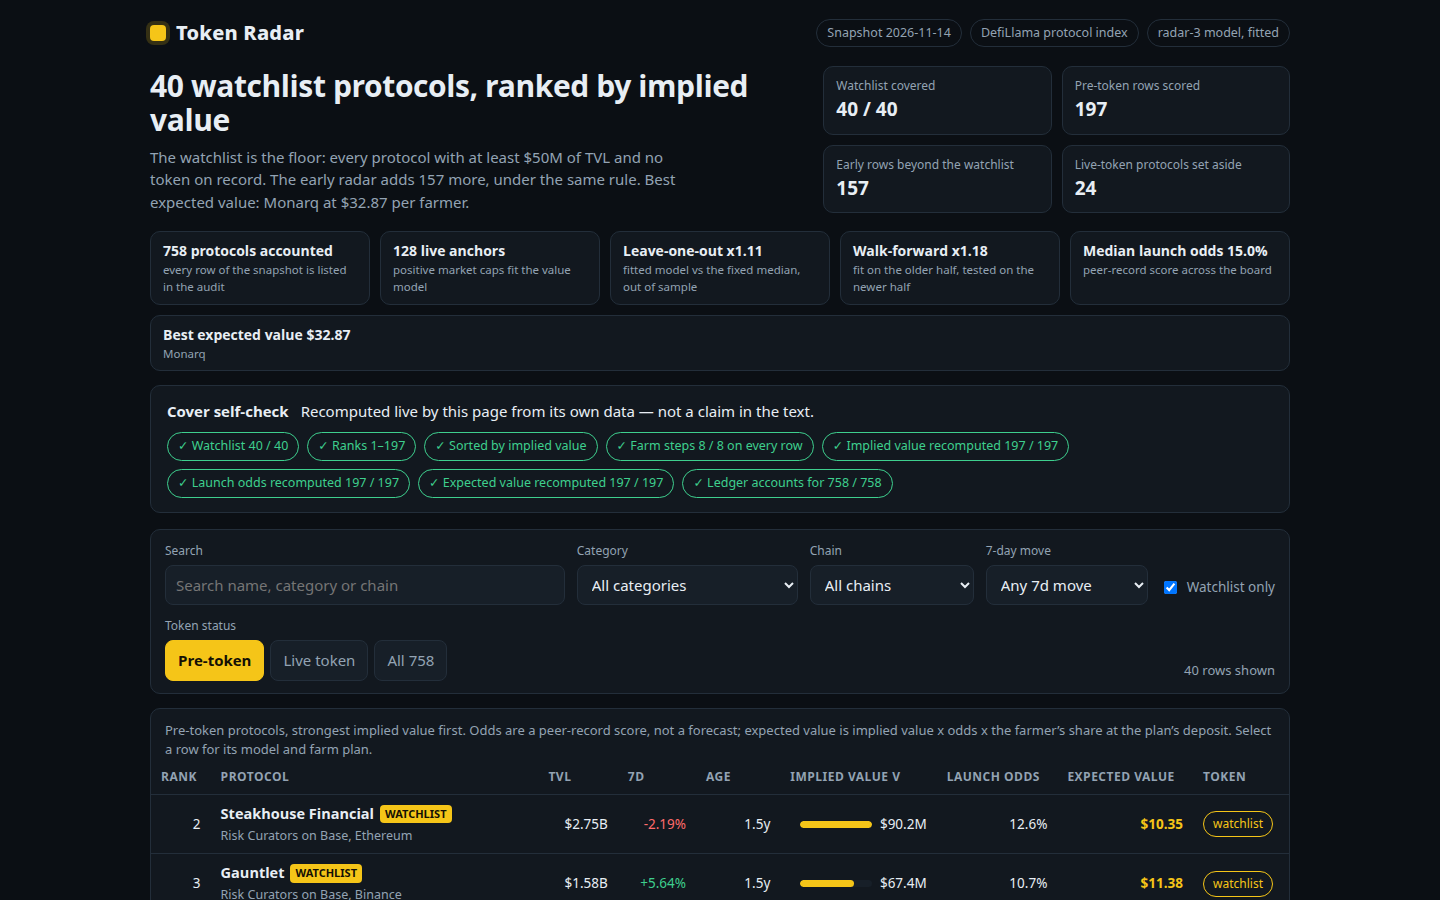 Token Radar
Snapshot 2026-11-14
DefiLlama protocol index
radar-3 model, fitted
40 watchlist protocols, ranked by implied
value
The watchlist is the floor: every protocol with at least $50M of TVL and no
token on record. The early radar adds 157 more, under the same rule. Best
expected value: Monarq at $32.87 per farmer.
Watchlist covered
40 / 40
Pre-token rows scored
197
Early rows beyond the watchlist
157
Live-token protocols set aside
24
758 protocols accounted
every row of the snapshot is listed
in the audit
128 live anchors
positive market caps fit the value
model
Leave-one-out x1.11
fitted model vs the fixed median,
out of sample
Walk-forward x1.18
fit on the older half, tested on the
newer half
Median launch odds 15.0%
peer-record score across the board
Best expected value $32.87
Monarq
Cover self-check Recomputed live by this page from its own data — not a claim in the text.
✓ Watchlist 40 / 40
✓ Ranks 1–197
✓ Sorted by implied value
✓ Farm steps 8 / 8 on every row
✓ Implied value recomputed 197 / 197
✓ Launch odds recomputed 197 / 197
✓ Expected value recomputed 197 / 197
✓ Ledger accounts for 758 / 758
Search
Search name, category or chain
Category
All categories
Chain
All chains
7-day move
Any 7d move
Watchlist only
Token status
Pre-token
Live token
All 758
40 rows shown
Pre-token protocols, strongest implied value first. Odds are a peer-record score, not a forecast; expected value is implied value x odds x the farmer's share at the plan's deposit. Select
a row for its model and farm plan.
RANK PROTOCOL TVL 7D AGE IMPLIED VALUE V LAUNCH ODDS EXPECTED VALUE TOKEN
2 Steakhouse Financial WATCHLIST $2.75B -2.19% 1.5y $90.2M 12.6% $10.35 watchlist
Risk Curators on Base, Ethereum
3 Gauntlet WATCHLIST $1.58B +5.64% 1.5y $67.4M 10.7% $11.38 watchlist
Risk Curators on Base, Binance